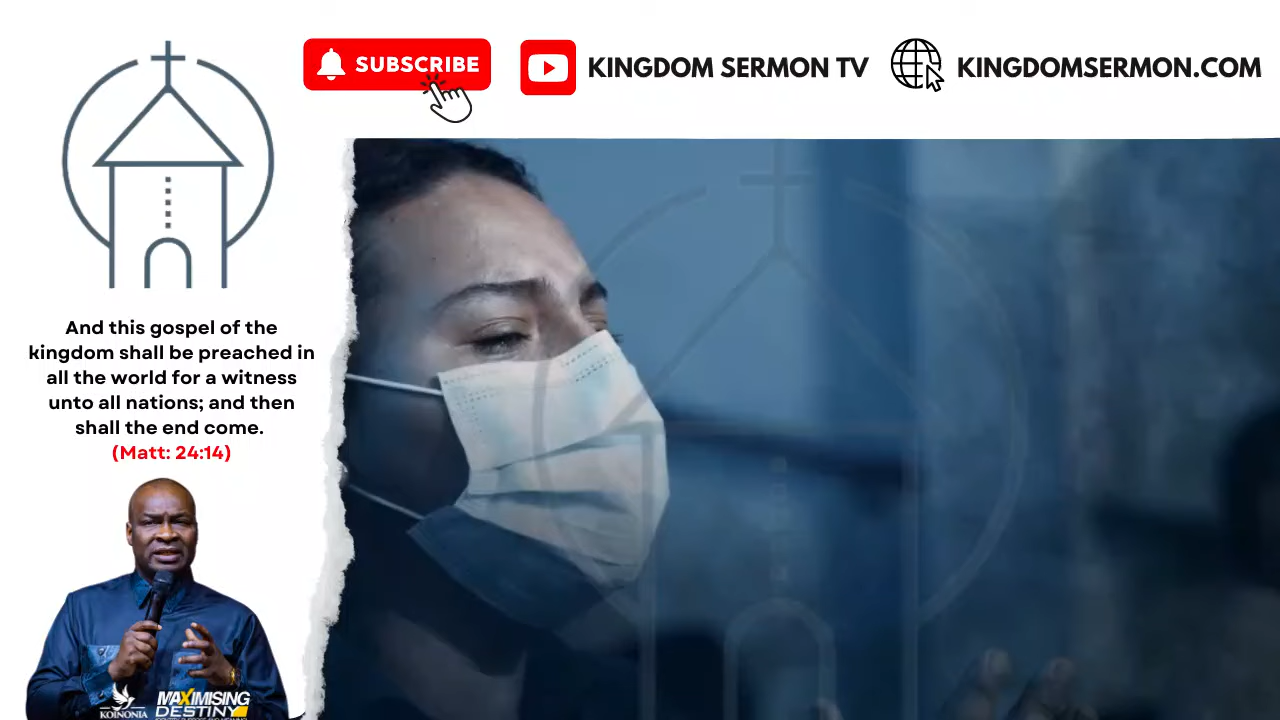 SUBSCRIBE
KINGDOM SERMON TV
KINGDOMSERMON.COM
And this gospel of the
kingdom shall be preached in
all the world for a witness
unto all nations; and then
shall the end come.
(Matt: 24:14)
KOINONIA
MAXIMISING
DESTINY